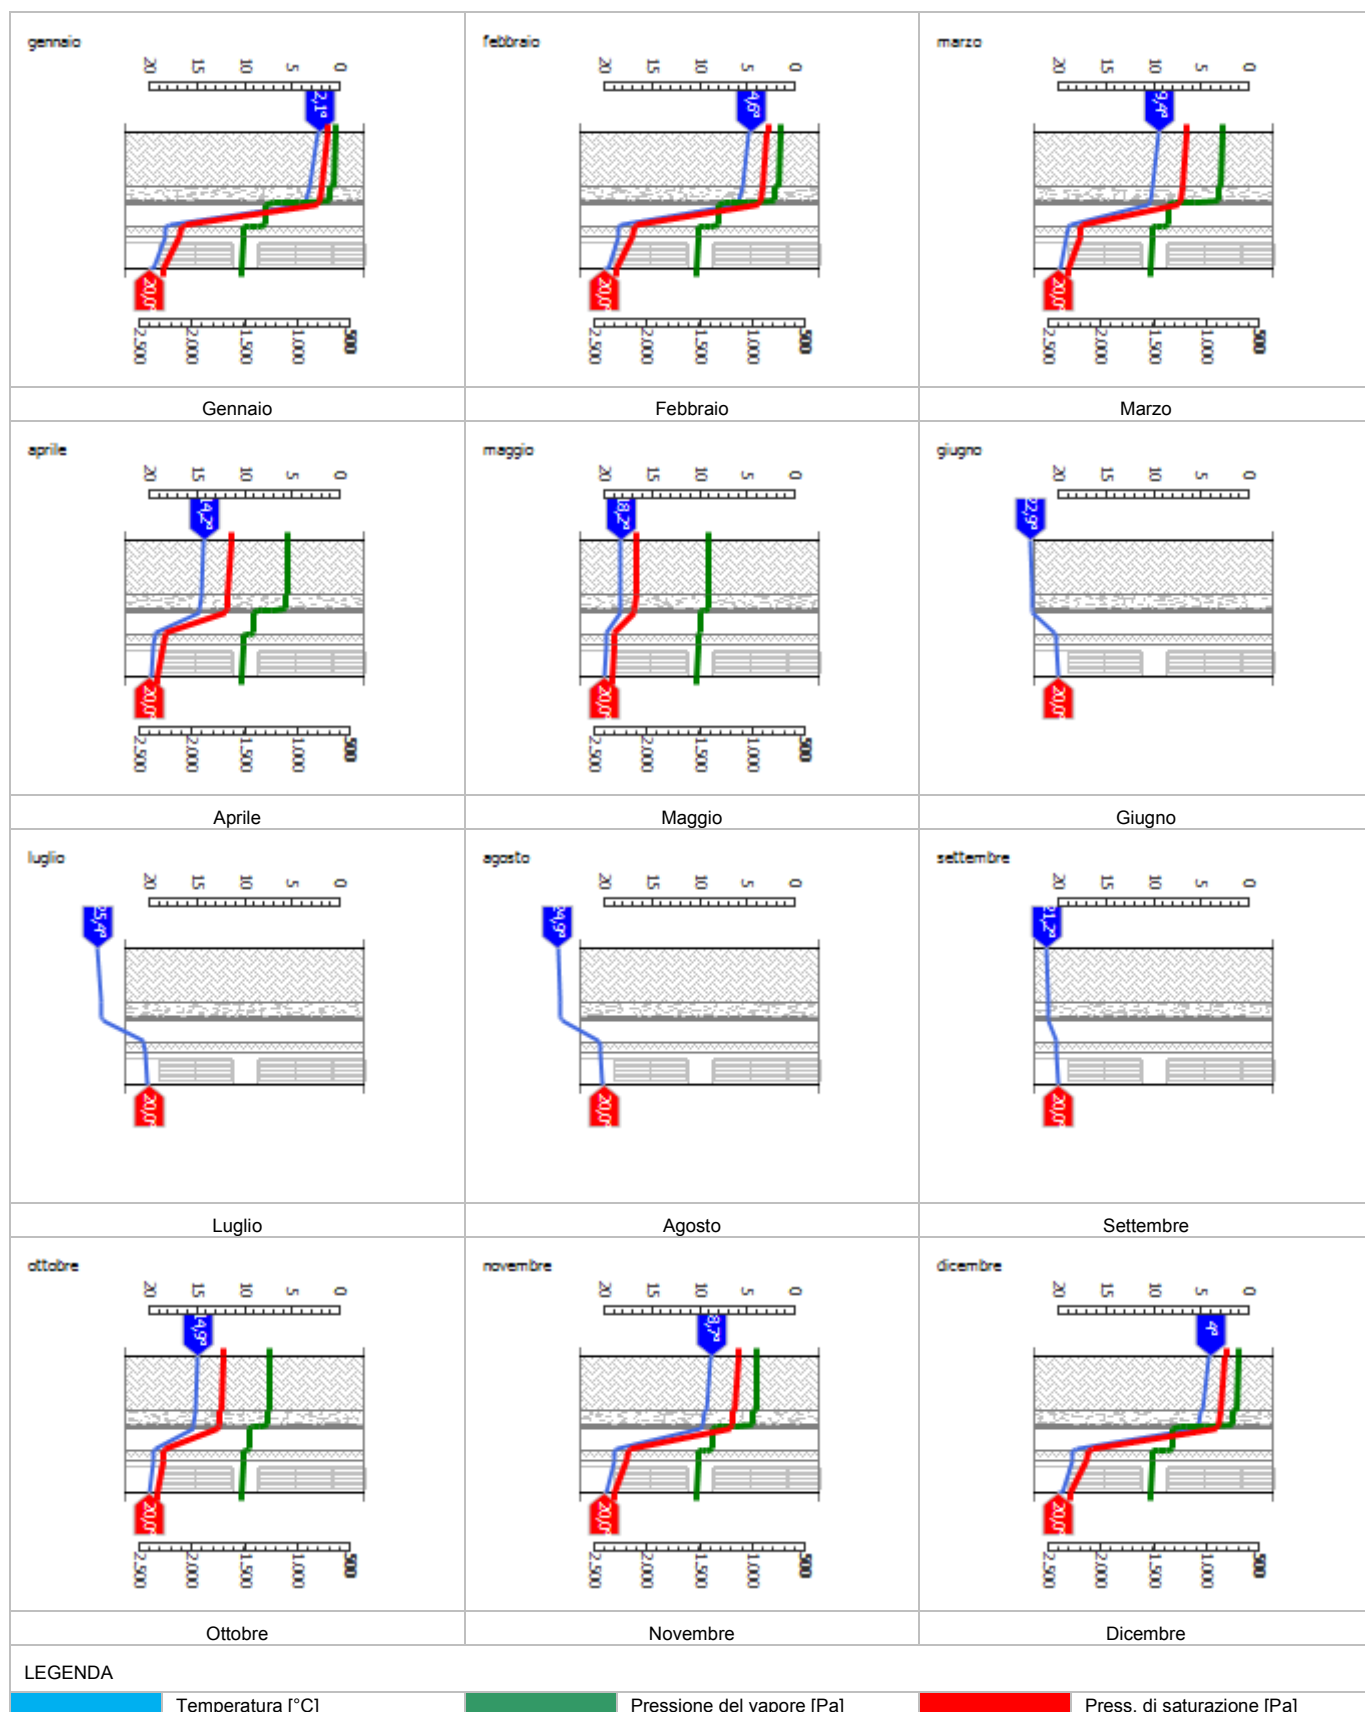 gennaio
20 15 10 5 0
2,1°
20,0°
2.500 2.000 1.500 1.000 500
febbraio
20 15 10 5 0
4,6°
20,0°
2.500 2.000 1.500 1.000 500
marzo
20 15 10 5 0
9,4°
20,0°
2.500 2.000 1.500 1.000 500
Gennaio
Febbraio
Marzo
aprile
20 15 10 5 0
14,2°
20,0°
2.500 2.000 1.500 1.000 500
maggio
20 15 10 5 0
18,2°
20,0°
2.500 2.000 1.500 1.000 500
giugno
20 15 10 5 0
22,9°
20,0°
Aprile
Maggio
Giugno
luglio
20 15 10 5 0
25,4°
20,0°
agosto
20 15 10 5 0
24,9°
20,0°
settembre
20 15 10 5 0
21,2°
20,0°
Luglio
Agosto
Settembre
ottobre
20 15 10 5 0
14,9°
20,0°
2.500 2.000 1.500 1.000 500
novembre
20 15 10 5 0
8,7°
20,0°
2.500 2.000 1.500 1.000 500
dicembre
20 15 10 5 0
4°
20,0°
2.500 2.000 1.500 1.000 500
Ottobre
Novembre
Dicembre
LEGENDA
Temperatura [°C]
Pressione del vapore [Pa]
Press. di saturazione [Pa]